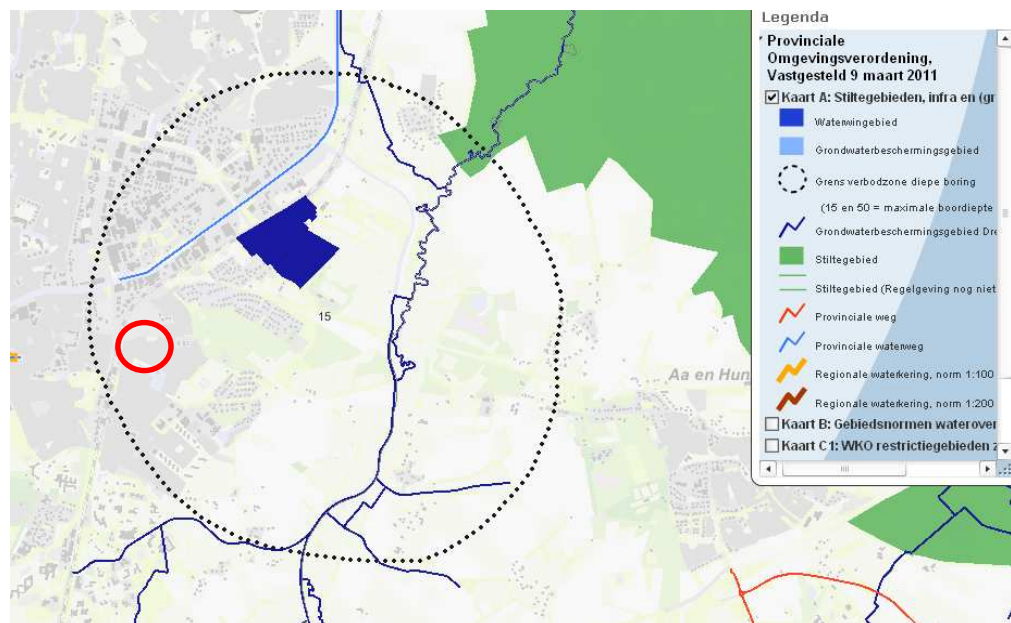 Legenda
Provinciale
Omgevingsverordening,
Vastgesteld 9 maart 2011
Kaart A: Stiltegebieden, infra en (gr
Waterwingebied
Grondwaterbeschermingsgebied
Grens verbodzone diepe boring
(15 en 50 = maximale boordiepte
Grondwaterbeschermingsgebied Dre
Stiltegebied
Stiltegebied (Regelgeving nog niet
Provinciale weg
Provinciale waterweg
Regionale waterkering, norm 1:100
Regionale waterkering, norm 1:200
Kaart B: Gebiedsnormen waterover
Kaart C1: WKO restrictiegebieden z
15
Aa en Hun